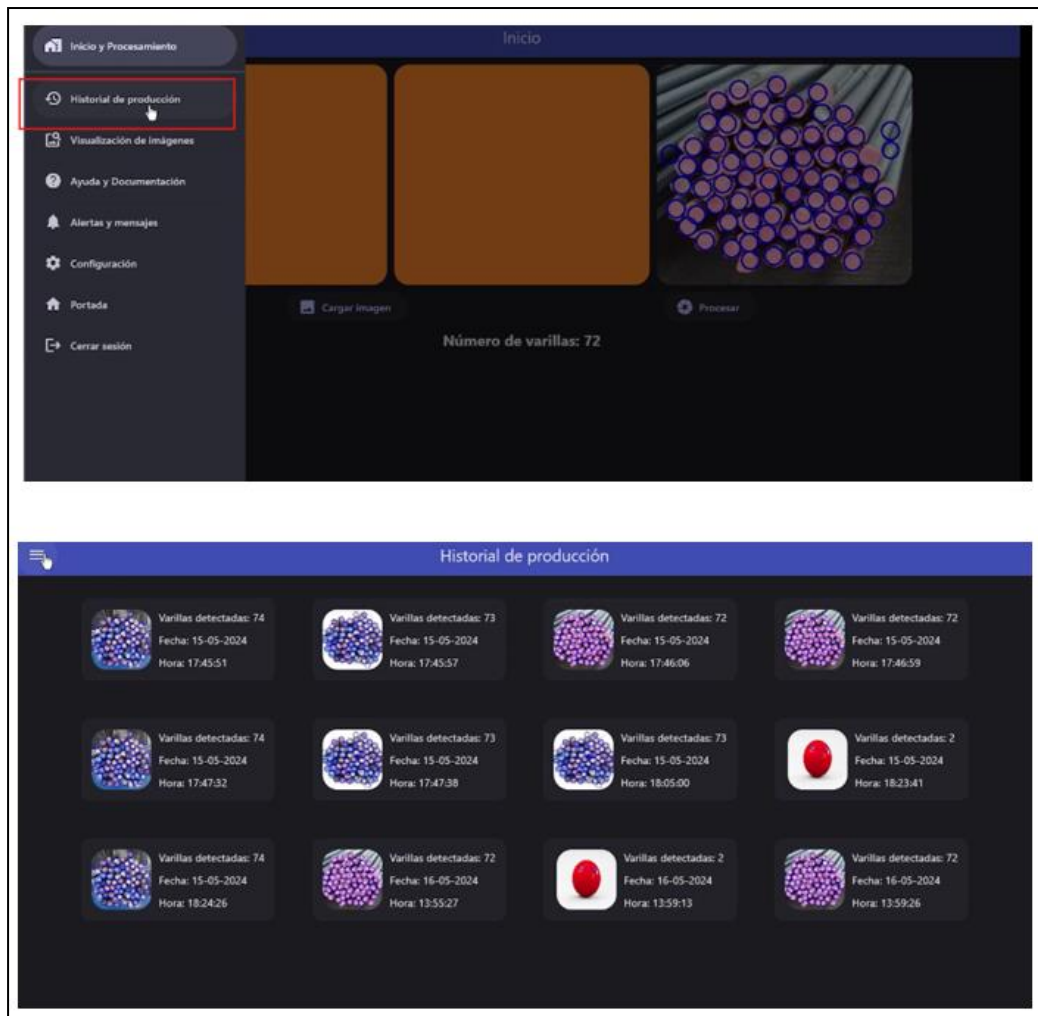 Inicio y Procesamiento
Inicio
Historial de producción
Visualización de imágenes
Ayuda y Documentación
Alertas y mensajes
Configuración
Portada
Cerrar sesión
Cargar imagen
Procesar
Número de varillas: 72
Historial de producción
Varillas detectadas: 74
Fecha: 15-05-2024
Hora: 17:45:51
Varillas detectadas: 73
Fecha: 15-05-2024
Hora: 17:45:57
Varillas detectadas: 72
Fecha: 15-05-2024
Hora: 17:46:06
Varillas detectadas: 72
Fecha: 15-05-2024
Hora: 17:46:59
Varillas detectadas: 74
Fecha: 15-05-2024
Hora: 17:47:32
Varillas detectadas: 73
Fecha: 15-05-2024
Hora: 17:47:38
Varillas detectadas: 73
Fecha: 15-05-2024
Hora: 18:05:00
Varillas detectadas: 2
Fecha: 15-05-2024
Hora: 18:23:41
Varillas detectadas: 74
Fecha: 15-05-2024
Hora: 18:24:26
Varillas detectadas: 72
Fecha: 16-05-2024
Hora: 13:55:27
Varillas detectadas: 2
Fecha: 16-05-2024
Hora: 13:59:13
Varillas detectadas: 72
Fecha: 16-05-2024
Hora: 13:59:26